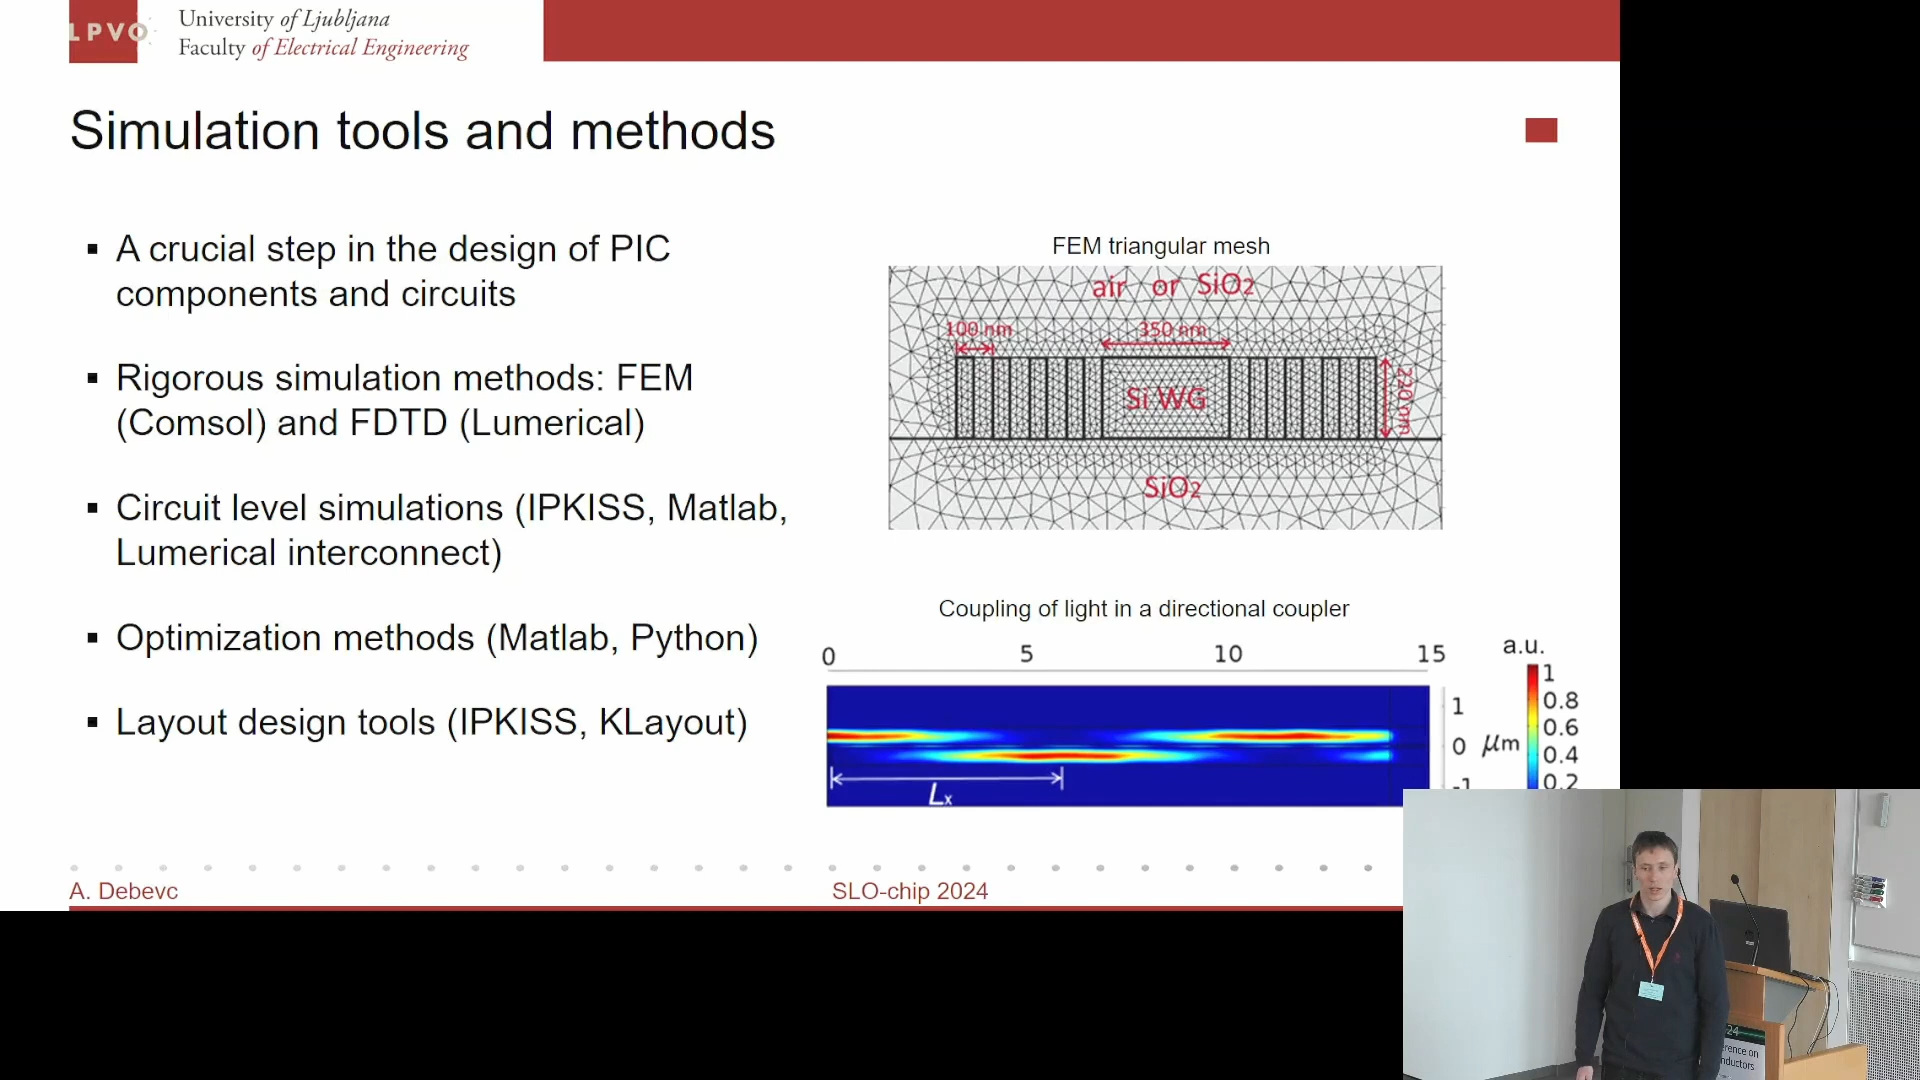 LPVO
University of Ljubljana
Faculty of Electrical Engineering
Simulation tools and methods
▪ A crucial step in the design of PIC
components and circuits
▪ Rigorous simulation methods: FEM
(Comsol) and FDTD (Lumerical)
▪ Circuit level simulations (IPKISS, Matlab,
Lumerical interconnect)
▪ Optimization methods (Matlab, Python)
▪ Layout design tools (IPKISS, KLayout)
FEM triangular mesh
air or SiO2
100 nm
350 nm
Si WG
220 nm
SiO2
Coupling of light in a directional coupler
0 5 10 15
a.u.
1
0.8
0.6
0.4
0.2
1
0 μm
-1
Lx
A. Debevc
SLO-chip 2024
24
erence on
nductors